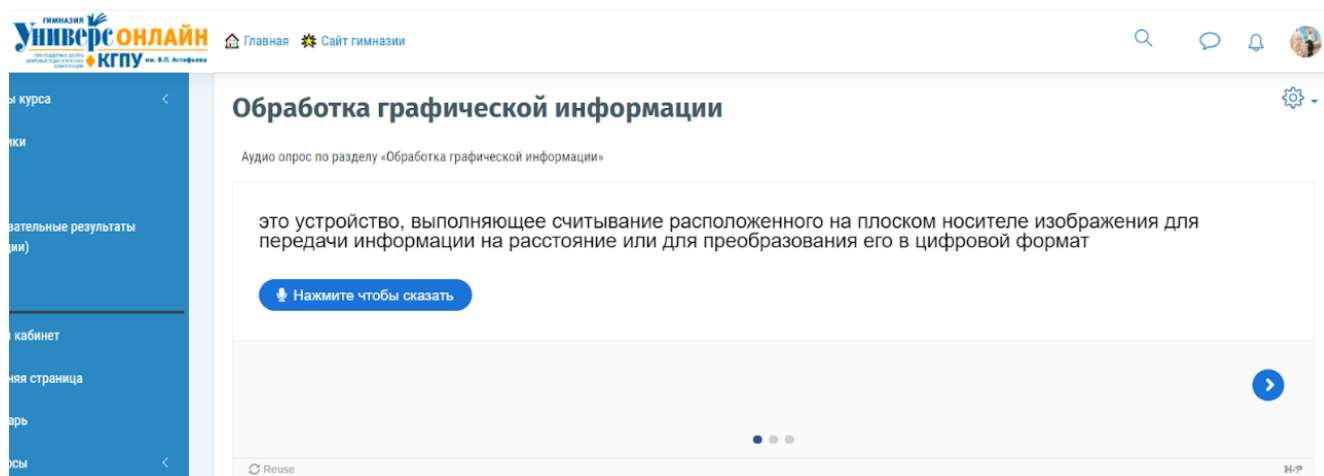 ГИМНАЗИЯ
Универс ОНЛАЙН
КГПУ им. В.П. Астафьева
Главная
Сайт гимназии
ы курса
ики
вательные результаты
ции)
кабинет
няя страница
арь
сы
Обработка графической информации
Аудио опрос по разделу «Обработка графической информации»
это устройство, выполняющее считывание расположенного на плоском носителе изображения для
передачи информации на расстояние или для преобразования его в цифровой формат
Нажмите чтобы сказать
Reuse
H-P